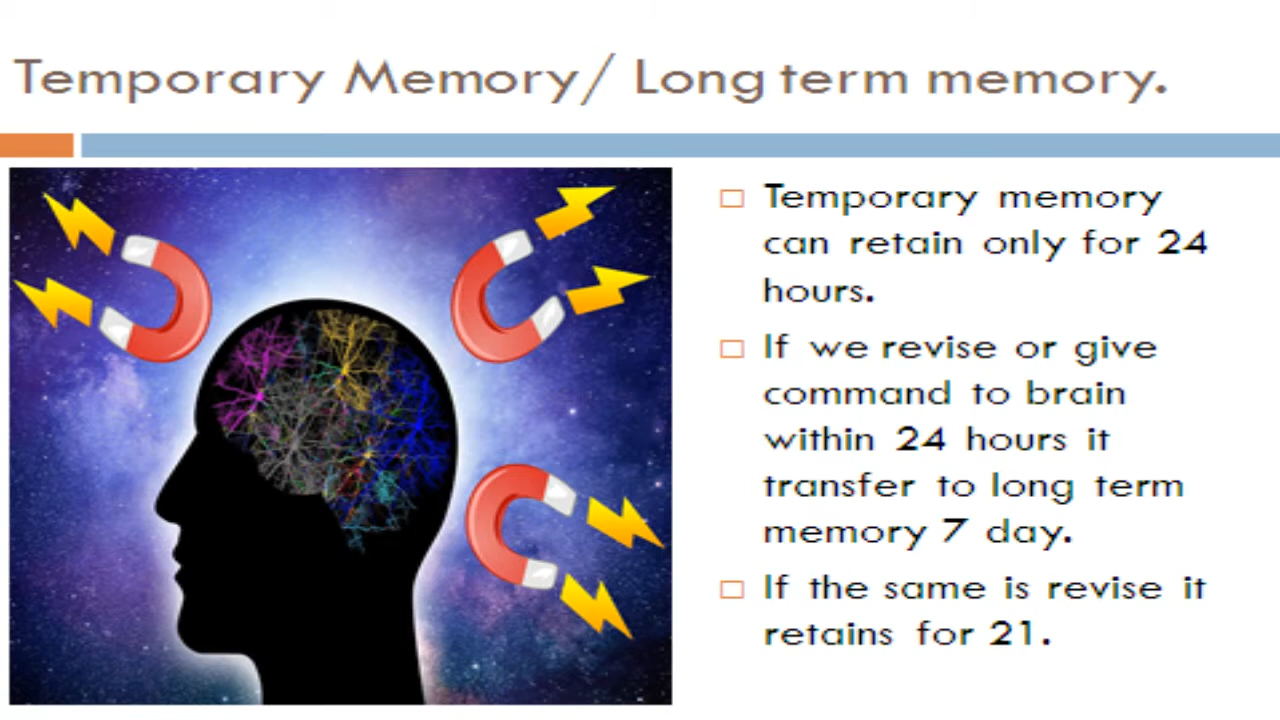 Temporary Memory/ Long term memory.
Temporary memory
can retain only for 24
hours.
If we revise or give
command to brain
within 24 hours it
transfer to long term
memory 7 day.
If the same is revise it
retains for 21.